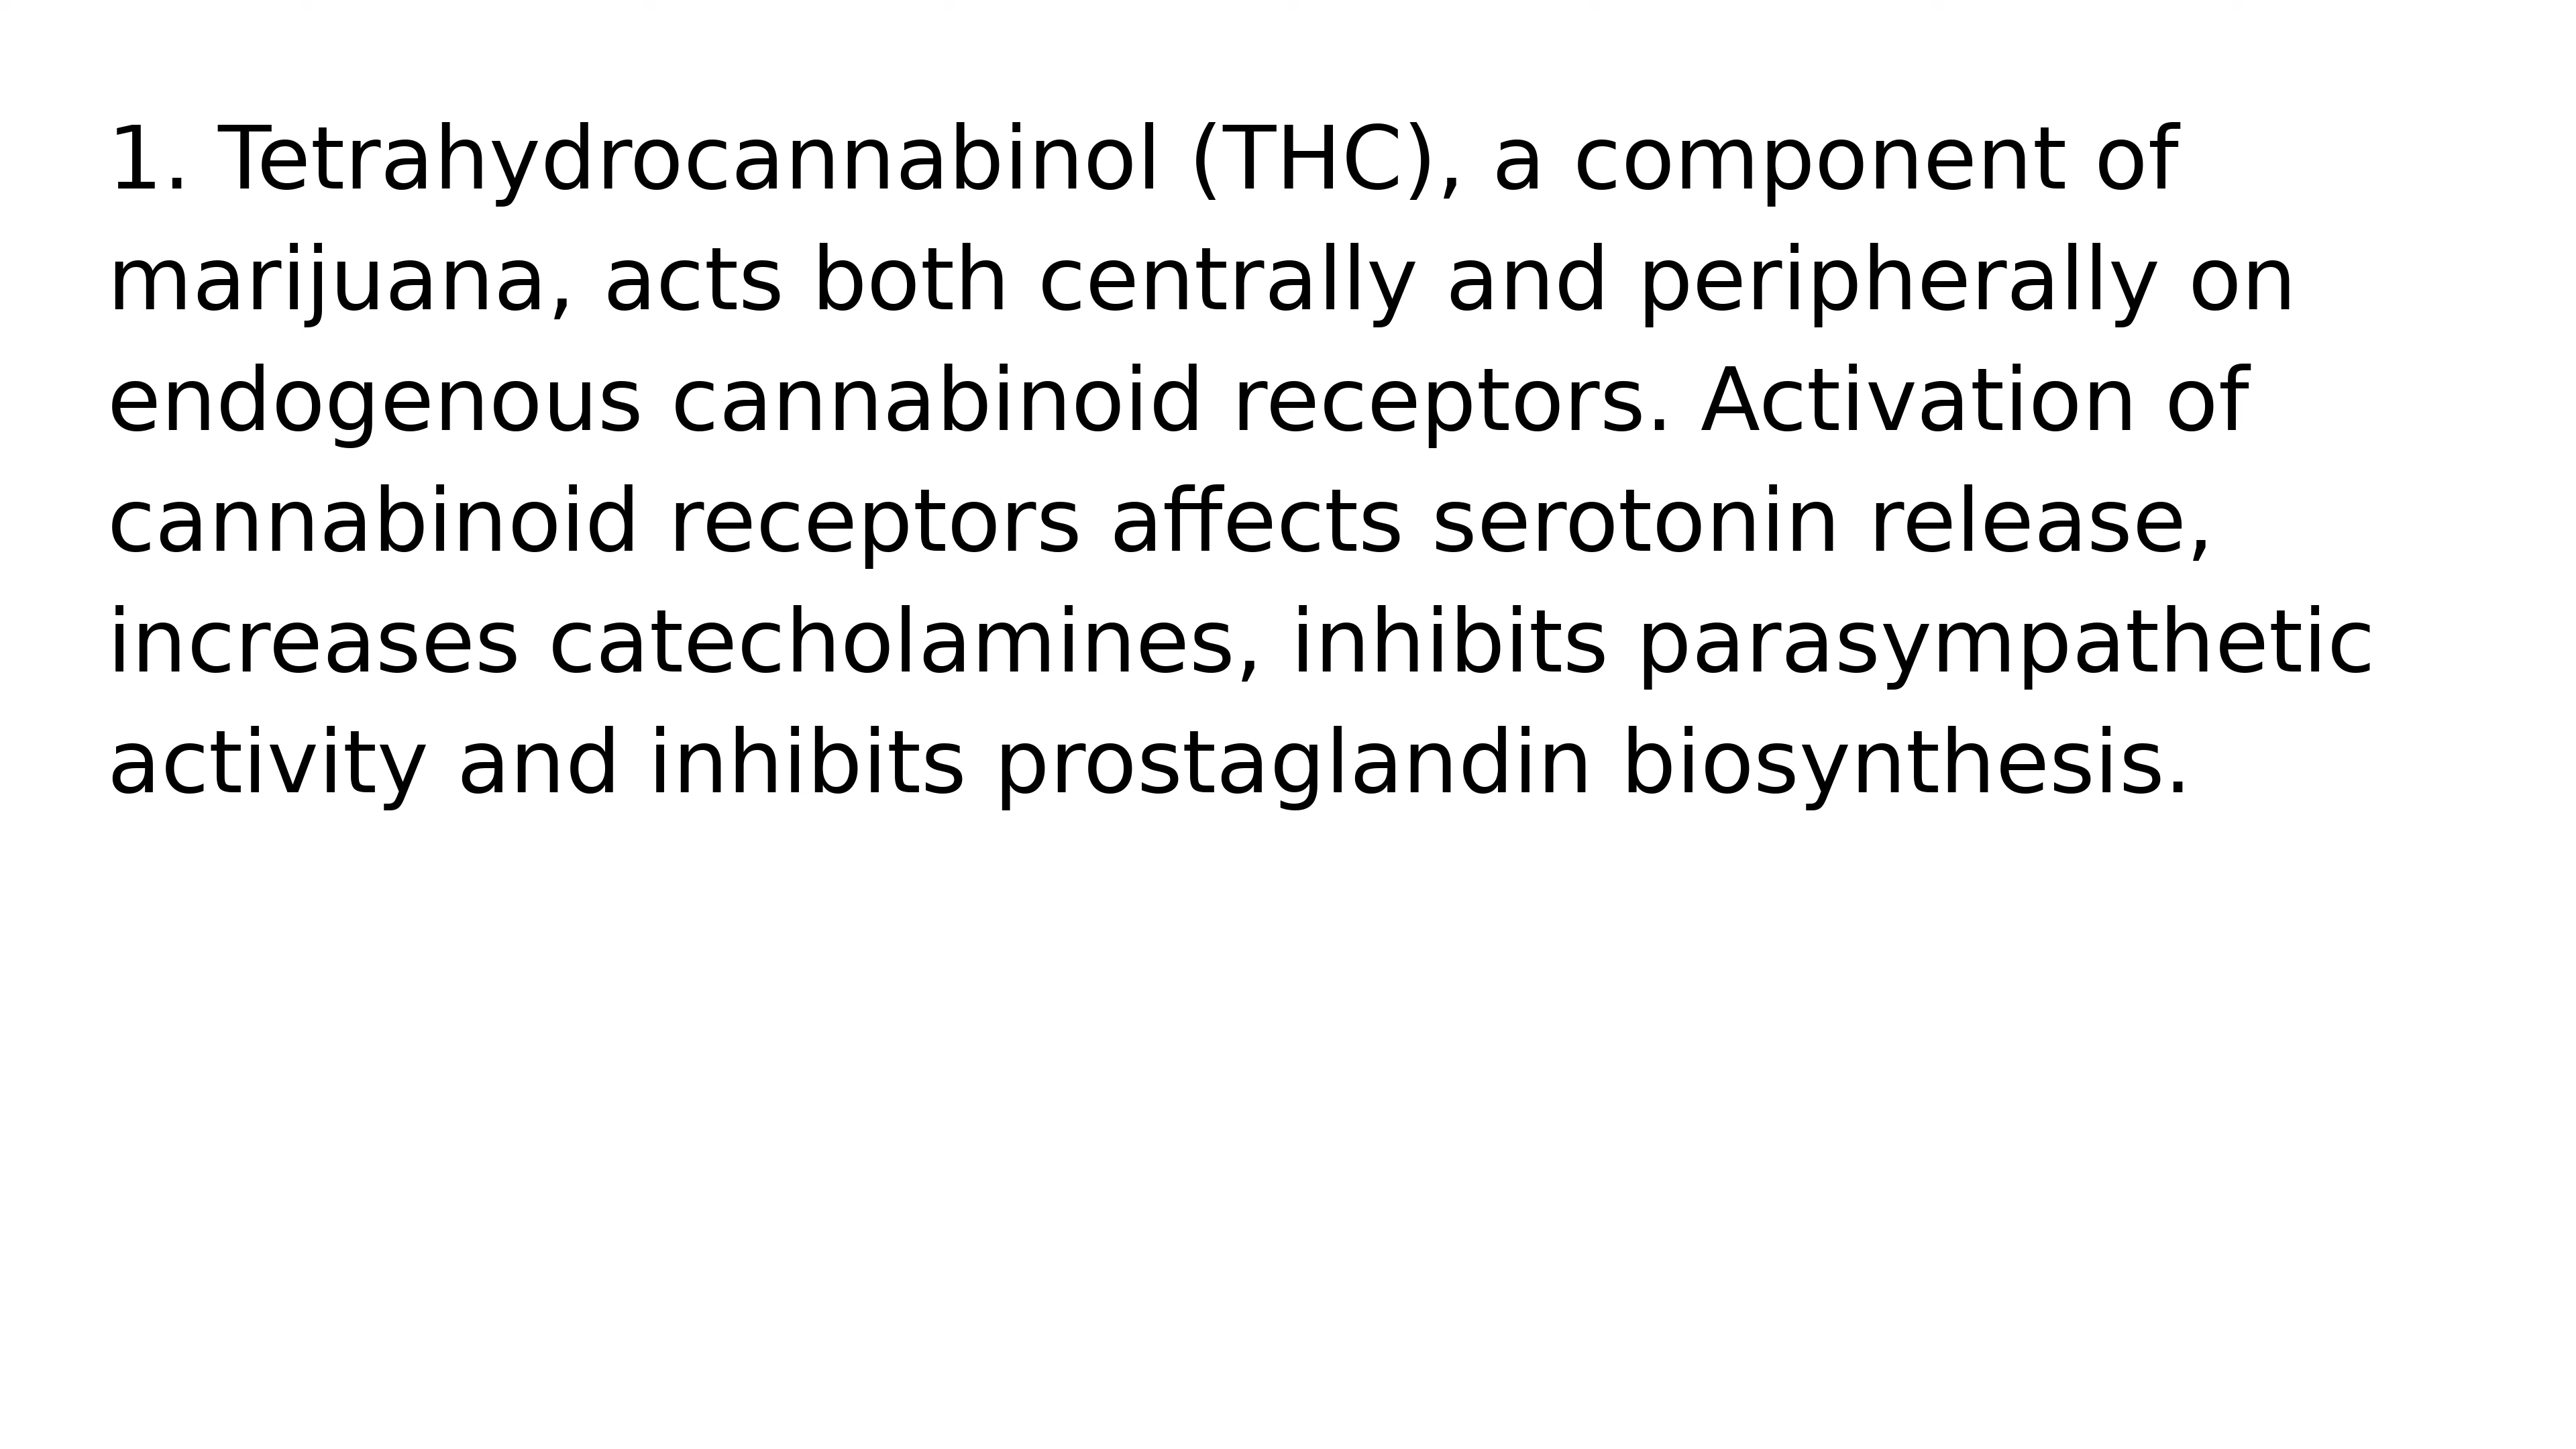 1. Tetrahydrocannabinol (THC), a component of
marijuana, acts both centrally and peripherally on
endogenous cannabinoid receptors. Activation of
cannabinoid receptors affects serotonin release,
increases catecholamines, inhibits parasympathetic
activity and inhibits prostaglandin biosynthesis.